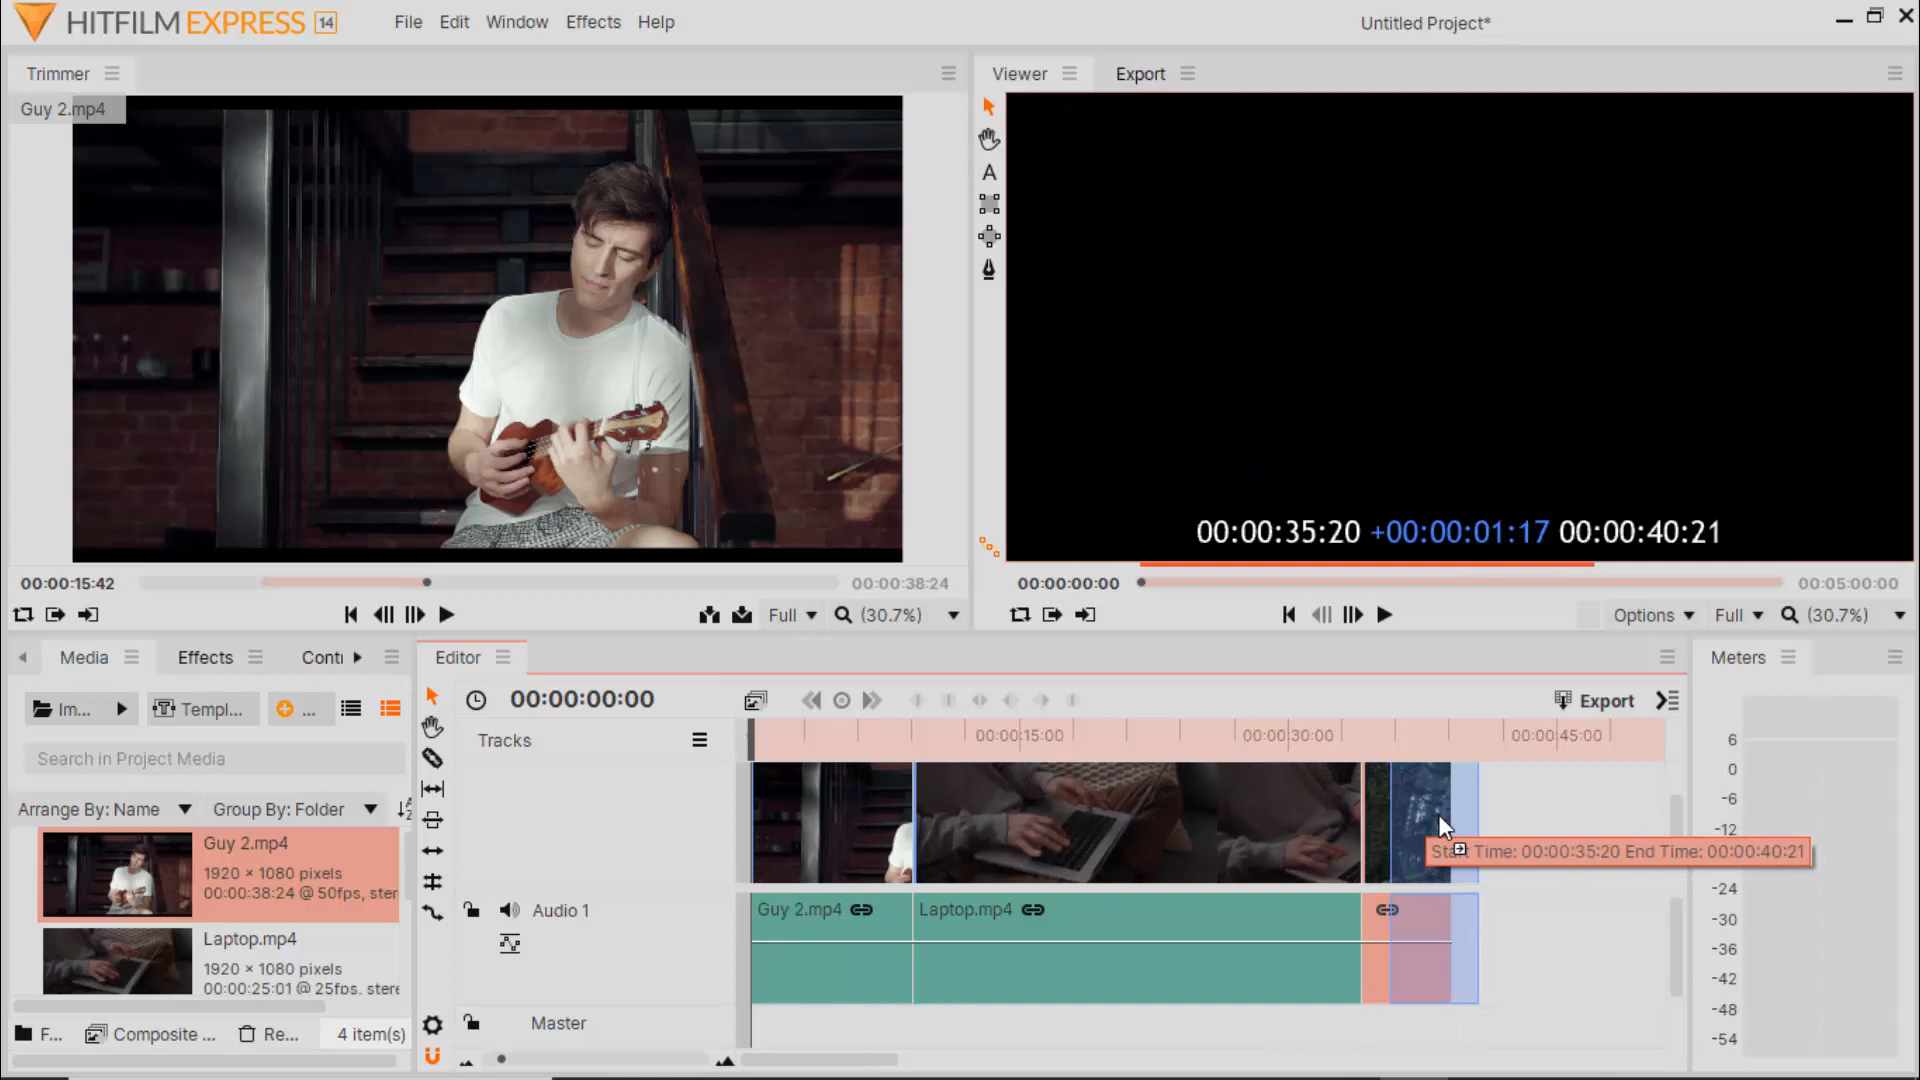 HITFILM EXPRESS 14
File Edit Window Effects Help
Untitled Project*
Trimmer
Viewer
Export
Guy 2.mp4
00:00:35:20 +00:00:01:17 00:00:40:21
00:00:15:42
00:00:38:24
00:00:00:00
00:05:00:00
Full
(30.7%)
Options
Full
(30.7%)
Media
Effects
Conti
Editor
Meters
Im...
Templ...
...
00:00:00:00
Export
Search in Project Media
Tracks
00:00:15:00
00:00:30:00
00:00:45:00
Arrange By: Name
Group By: Folder
Guy 2.mp4
1920 × 1080 pixels
00:00:38:24 @ 50fps, ster
Laptop.mp4
1920 × 1080 pixels
00:00:25:01 @ 25fps, stere
Start Time: 00:00:35:20 End Time: 00:00:40:21
Audio 1
Guy 2.mp4
Laptop.mp4
Master
F...
Composite ...
Re...
4 item(s)
6
0
-6
-12
-24
-30
-36
-42
-48
-54